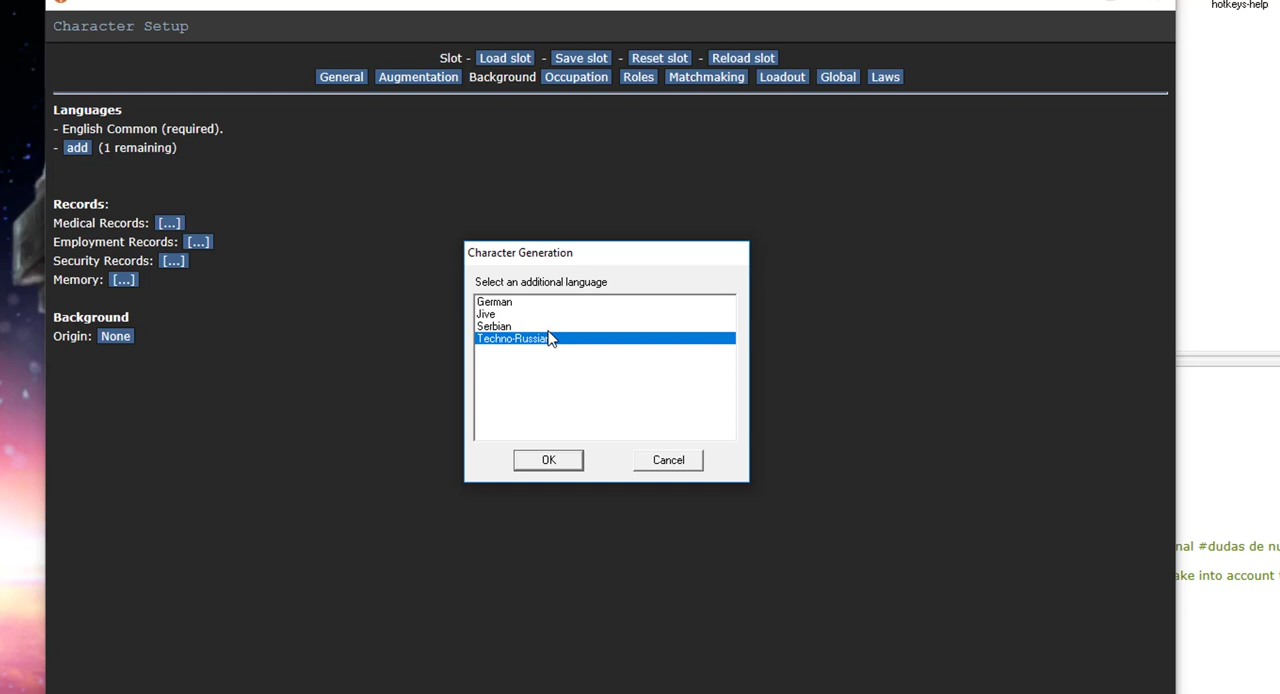 hotkeys-help
Character Setup
Slot - Load slot - Save slot - Reset slot - Reload slot
General Augmentation Background Occupation Roles Matchmaking Loadout Global Laws
Languages
- English Common (required).
- add (1 remaining)
Records:
Medical Records: [...]
Employment Records: [...]
Security Records: [...]
Memory: [...]
Background
Origin: None
Character Generation
Select an additional language
German
Jive
Serbian
Techno-Russian
OK Cancel
#dudas de
into account